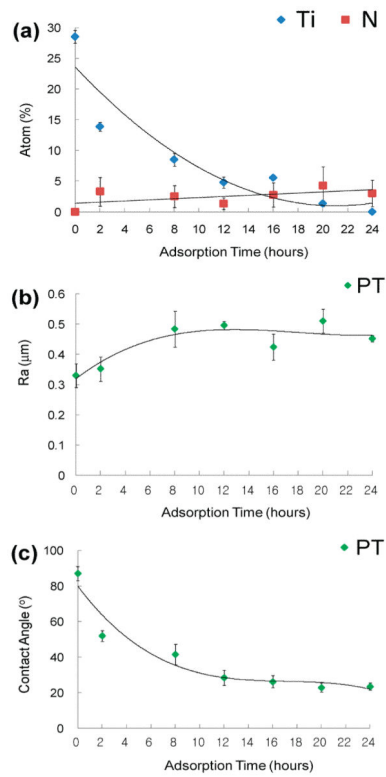 (a)
Ti
N
30
25
20
15
10
5
0
Atom (%)
0 2 4 6 8 10 12 14 16 18 20 22 24
Adsorption Time (hours)
(b)
PT
0.6
0.5
0.4
0.3
0.2
0.1
0
Ra (μm)
0 2 4 6 8 10 12 14 16 18 20 22 24
Adsorption Time (hours)
(c)
PT
100
80
60
40
20
0
Contact Angle (º)
0 2 4 6 8 10 12 14 16 18 20 22 24
Adsorption Time (hours)